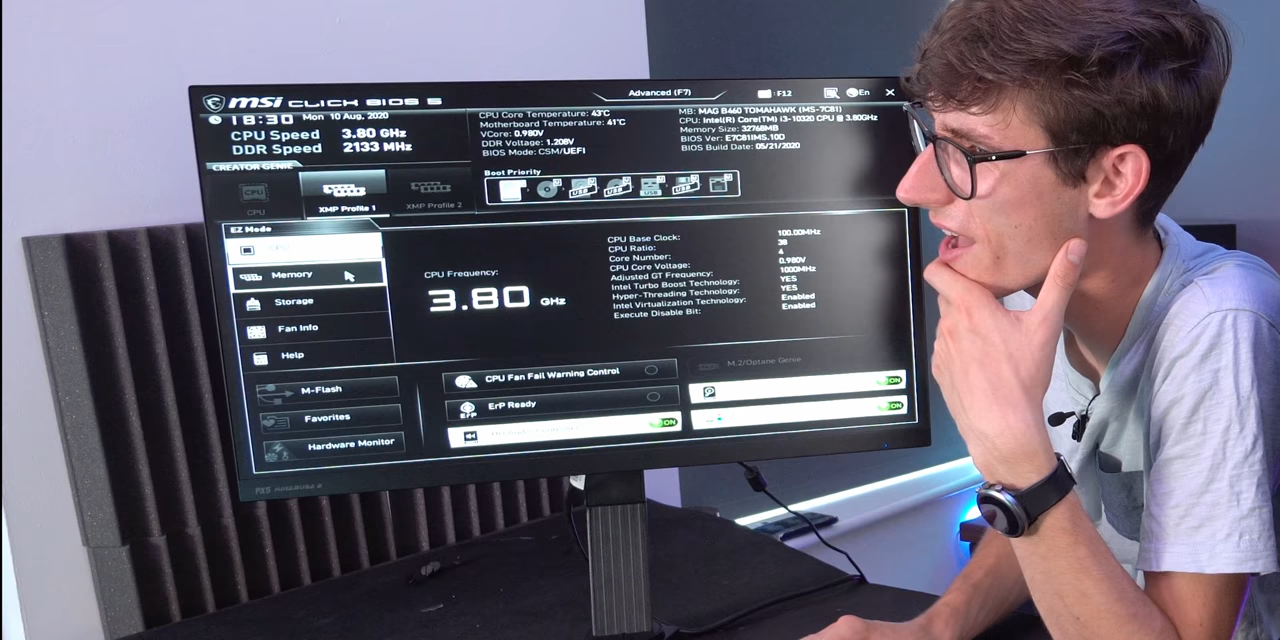 msi CLICK BIOS 5
Advanced (F7)
F12
En
X
18:30 Mon 10 Aug, 2020
CPU Speed 3.80 GHz
DDR Speed 2133 MHz
CPU Core Temperature: 43°C
Motherboard Temperature: 41°C
VCore: 0.980V
DDR Voltage: 1.208V
BIOS Mode: CSM/UEFI
MB: MAG B460 TOMAHAWK (MS-7C81)
CPU: Intel(R) Core(TM) i3-10320 CPU @ 3.80GHz
Memory Size: 32768MB
BIOS Ver: E7C81IMS.10D
BIOS Build Date: 05/21/2020
CREATOR GENIE
CPU
XMP Profile 1
XMP Profile 2
Boot Priority
USB
USB
USB
USB
EZ Mode
CPU
Memory
Storage
Fan Info
Help
M-Flash
Favorites
Hardware Monitor
CPU Frequency:
3.80 GHz
CPU Base Clock: 100.00MHz
CPU Ratio: 38
Core Number: 4
CPU Core Voltage: 0.980V
Adjusted GT Frequency: 1000MHz
Intel Turbo Boost Technology: YES
Hyper-Threading Technology: YES
Intel Virtualization Technology: Enabled
Execute Disable Bit: Enabled
CPU Fan Fail Warning Control
M.2/Optane Genie
ErP Ready
ErP
ON
ON
ON